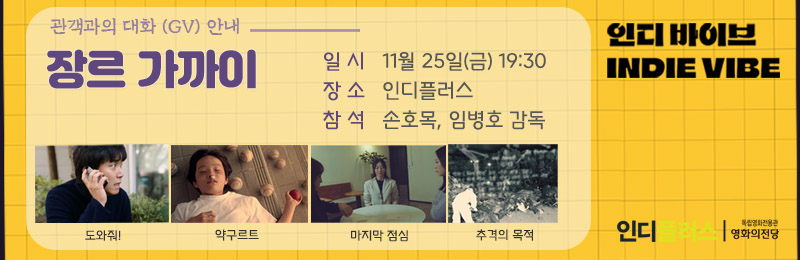 관객과의 대화 (GV) 안내
장르 가까이
일 시 11월 25일(금) 19:30
장 소 인디플러스
참 석 손호목, 임병호 감독
도와줘!
약구르트
마지막 점심
추격의 목적
인디 바이브
INDIE VIBE
인디플러스
독립영화전용관
영화의전당